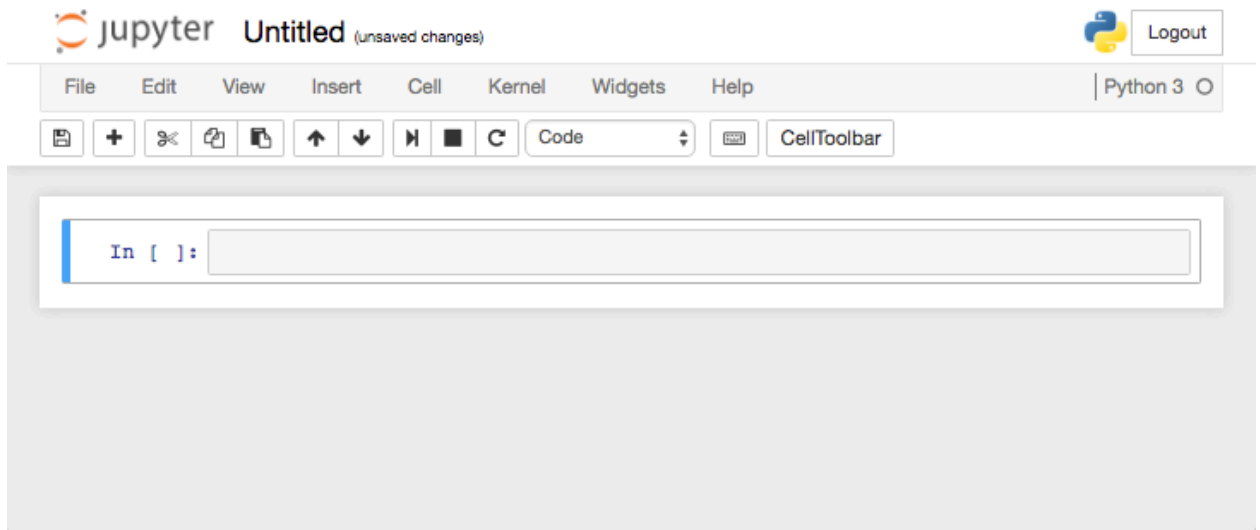 jupyter Untitled (unsaved changes) Logout
File Edit View Insert Cell Kernel Widgets Help Python 3
Code CellToolbar
In [ ]: